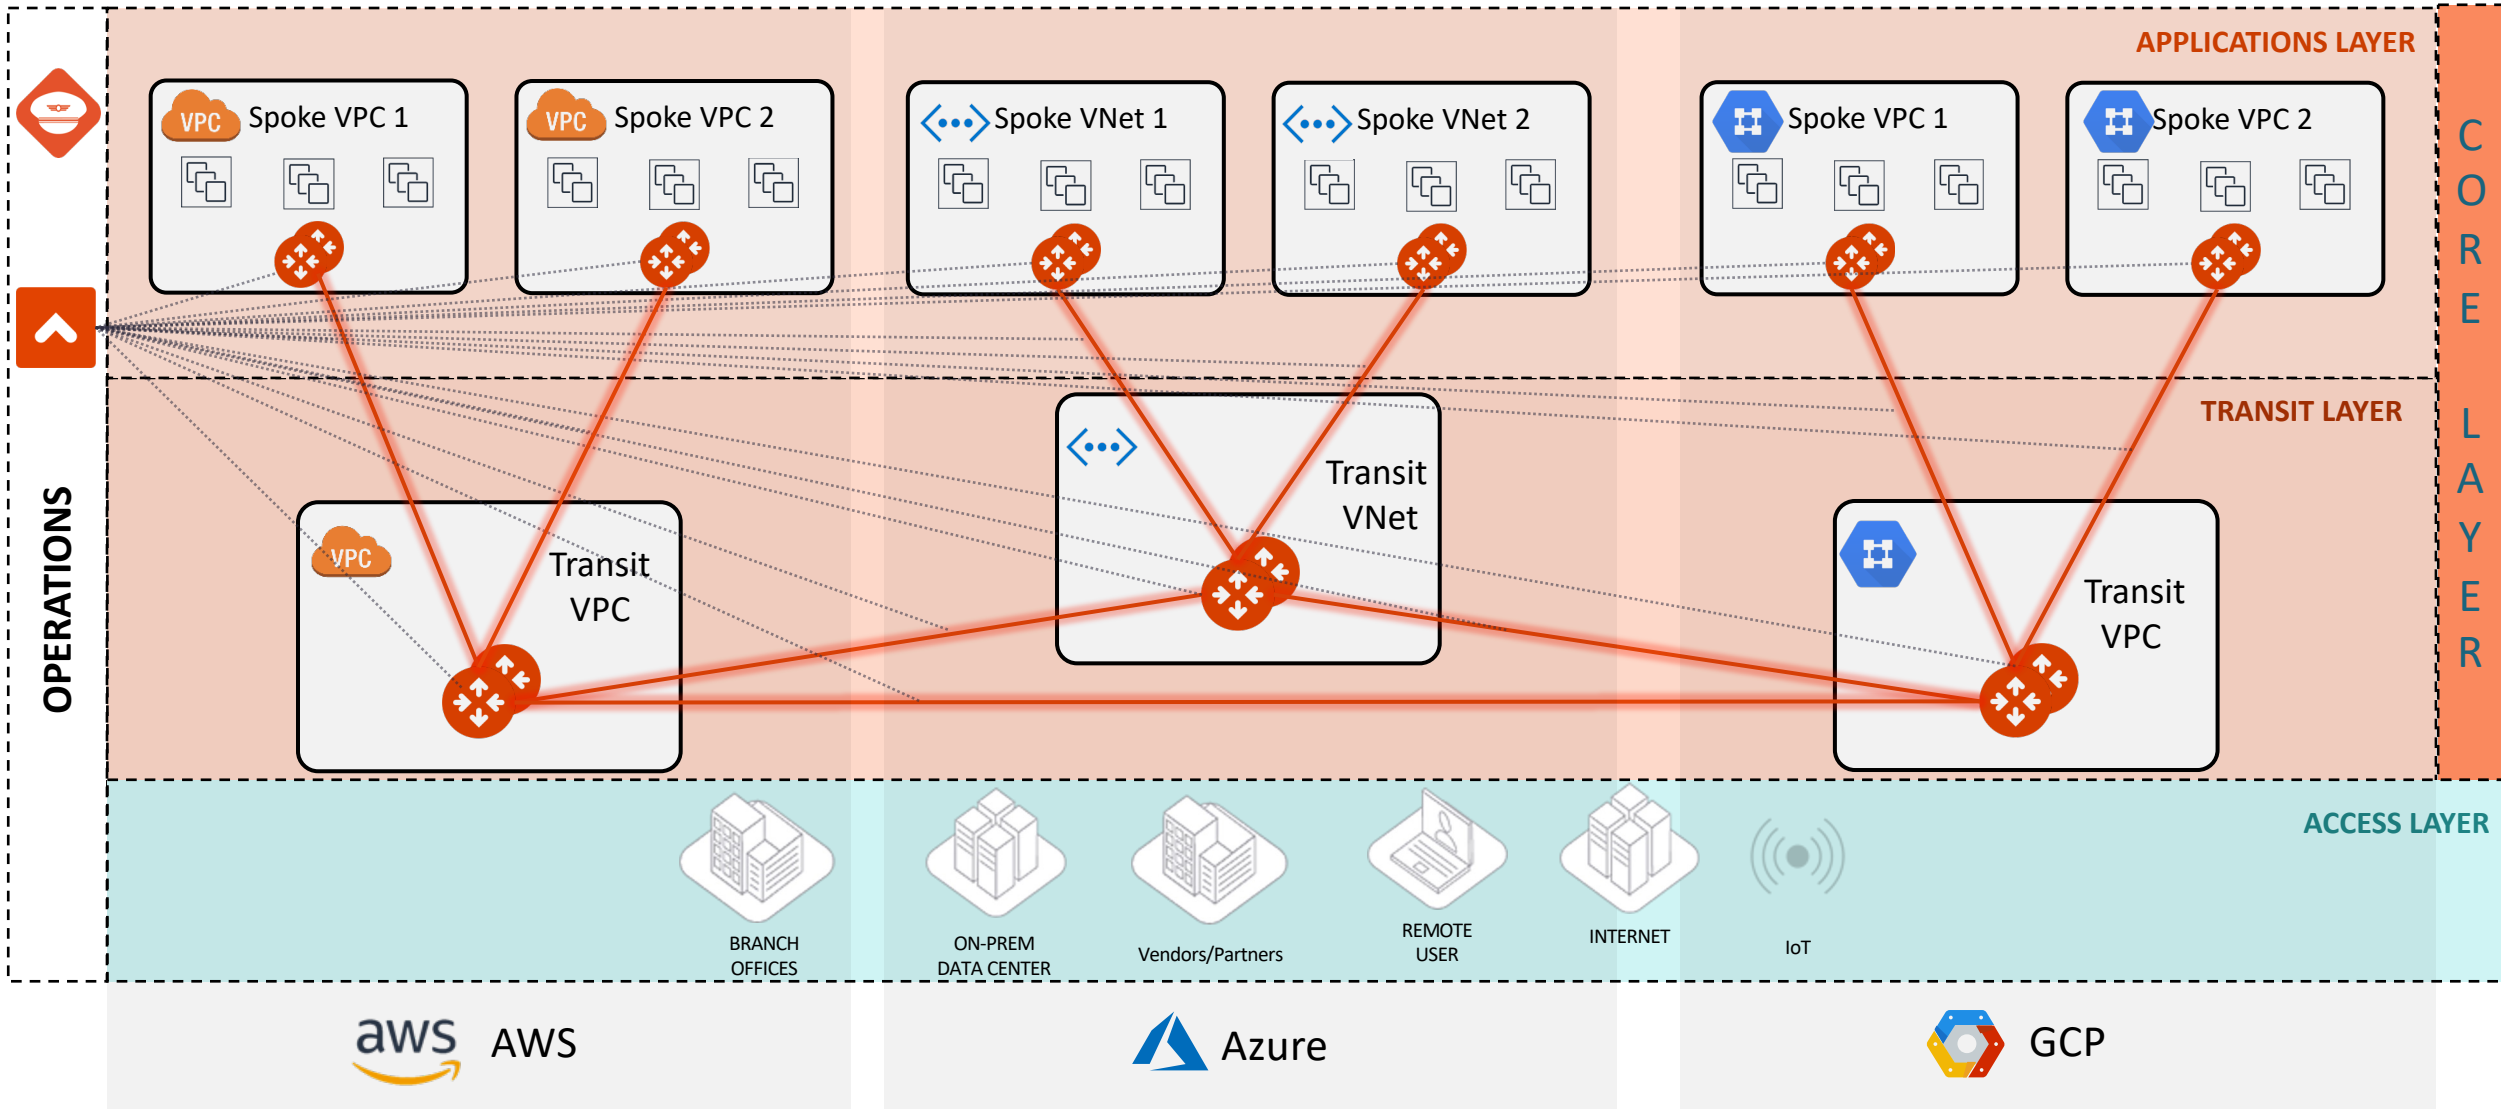 APPLICATIONS LAYER
VPC
Spoke VPC 1
VPC
Spoke VPC 2
Spoke VNet 1
Spoke VNet 2
Spoke VPC 1
Spoke VPC 2
CORE LAYER
OPERATIONS
TRANSIT LAYER
VPC
Transit
VPC
Transit
VNet
Transit
VPC
ACCESS LAYER
BRANCH
OFFICES
ON-PREM
DATA CENTER
Vendors/Partners
REMOTE
USER
INTERNET
IoT
aws
AWS
Azure
GCP